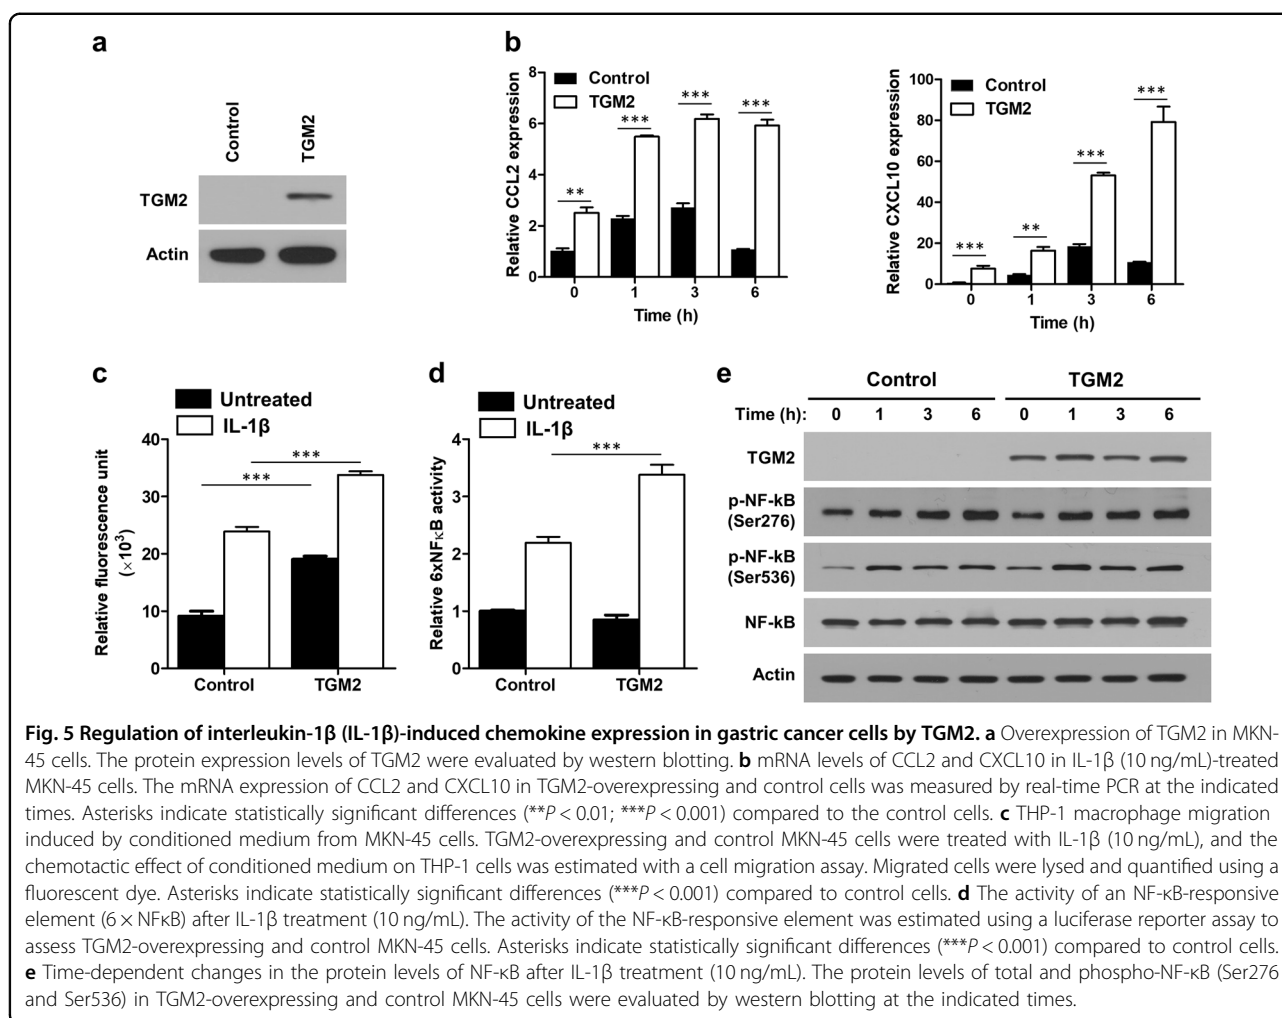 a
Control
TGM2
TGM2
Actin
b
Relative CCL2 expression
8
6
4
2
0
Control
TGM2
**
***
***
***
0 1 3 6
Time (h)
Relative CXCL10 expression
100
80
60
40
20
0
Control
TGM2
***
**
***
***
0 1 3 6
Time (h)
c
Untreated
IL-1β
Relative fluorescence unit
(×10³)
40
30
20
10
0
***
***
Control TGM2
d
Untreated
IL-1β
Relative 6xNFκB activity
4
3
2
1
0
***
Control TGM2
e
Control TGM2
Time (h): 0 1 3 6 0 1 3 6
TGM2
p-NF-kB
(Ser276)
p-NF-kB
(Ser536)
NF-kB
Actin
Fig. 5 Regulation of interleukin-1β (IL-1β)-induced chemokine expression in gastric cancer cells by TGM2. a Overexpression of TGM2 in MKN-
45 cells. The protein expression levels of TGM2 were evaluated by western blotting. b mRNA levels of CCL2 and CXCL10 in IL-1β (10 ng/mL)-treated
MKN-45 cells. The mRNA expression of CCL2 and CXCL10 in TGM2-overexpressing and control cells was measured by real-time PCR at the indicated
times. Asterisks indicate statistically significant differences (**P < 0.01; ***P < 0.001) compared to the control cells. c THP-1 macrophage migration
induced by conditioned medium from MKN-45 cells. TGM2-overexpressing and control MKN-45 cells were treated with IL-1β (10 ng/mL), and the
chemotactic effect of conditioned medium on THP-1 cells was estimated with a cell migration assay. Migrated cells were lysed and quantified using a
fluorescent dye. Asterisks indicate statistically significant differences (***P < 0.001) compared to control cells. d The activity of an NF-κB-responsive
element (6 × NFκB) after IL-1β treatment (10 ng/mL). The activity of the NF-κB-responsive element was estimated using a luciferase reporter assay to
assess TGM2-overexpressing and control MKN-45 cells. Asterisks indicate statistically significant differences (***P < 0.001) compared to control cells.
e Time-dependent changes in the protein levels of NF-κB after IL-1β treatment (10 ng/mL). The protein levels of total and phospho-NF-κB (Ser276
and Ser536) in TGM2-overexpressing and control MKN-45 cells were evaluated by western blotting at the indicated times.